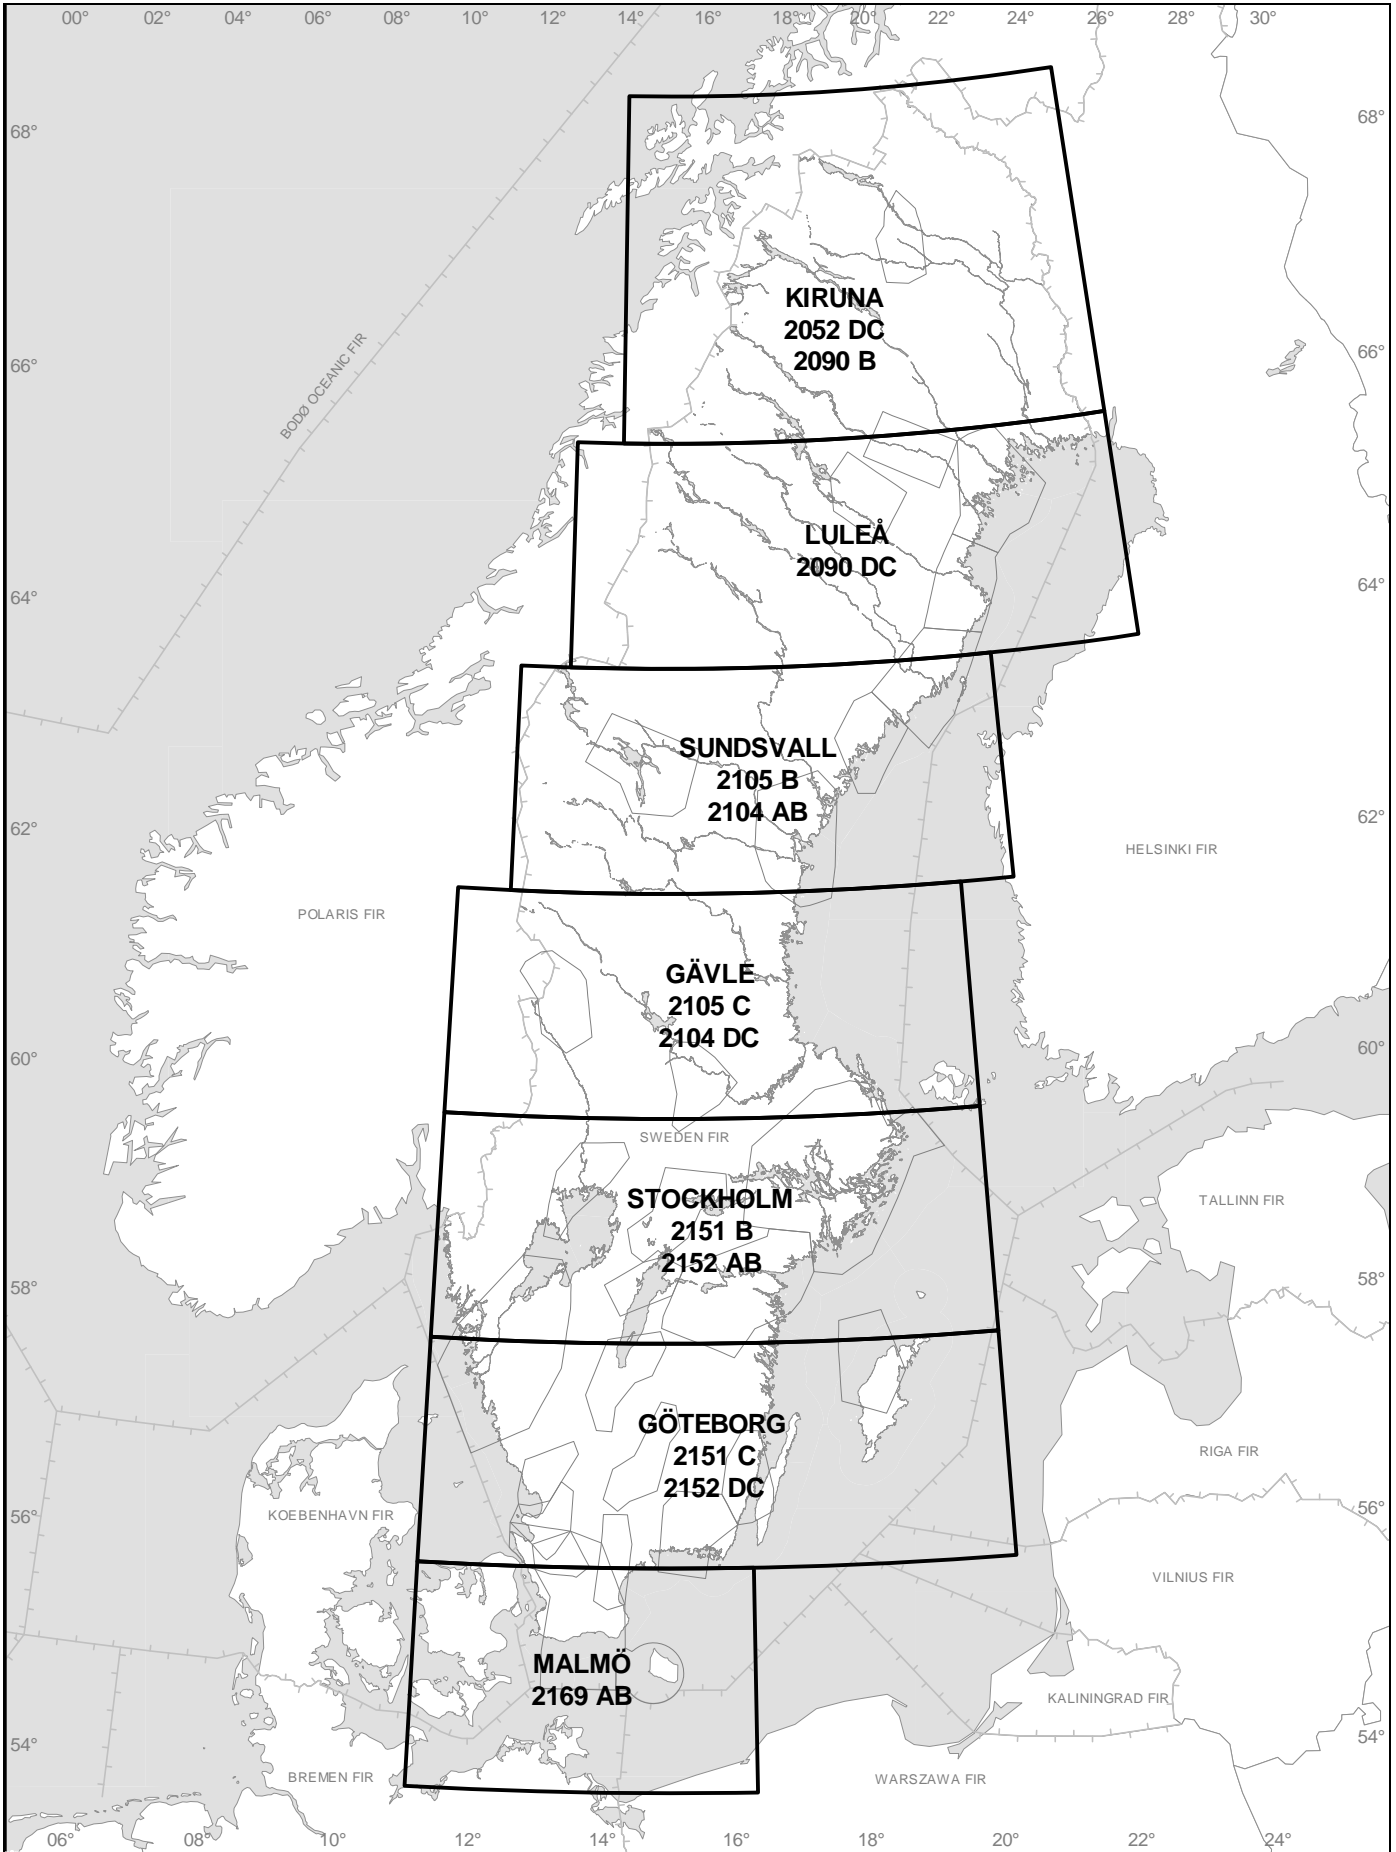 00° 02° 04° 06° 08° 10° 12° 14° 16° 18° 20° 22° 24° 26° 28° 30°
68° 68°
KIRUNA
2052 DC
2090 B
BODØ OCEANIC FIR
66° 66°
LULEÅ
2090 DC
64° 64°
SUNDSVALL
2105 B
2104 AB
62° 62°
HELSINKI FIR
POLARIS FIR
GÄVLE
2105 C
2104 DC
60° 60°
SWEDEN FIR
STOCKHOLM
2151 B
2152 AB
TALLINN FIR
58° 58°
GÖTEBORG
2151 C
2152 DC
RIGA FIR
KOEBENHAVN FIR
56° 56°
VILNIUS FIR
MALMÖ
2169 AB
KALININGRAD FIR
54° 54°
BREMEN FIR
WARSZAWA FIR
06° 08° 10° 12° 14° 16° 18° 20° 22° 24°